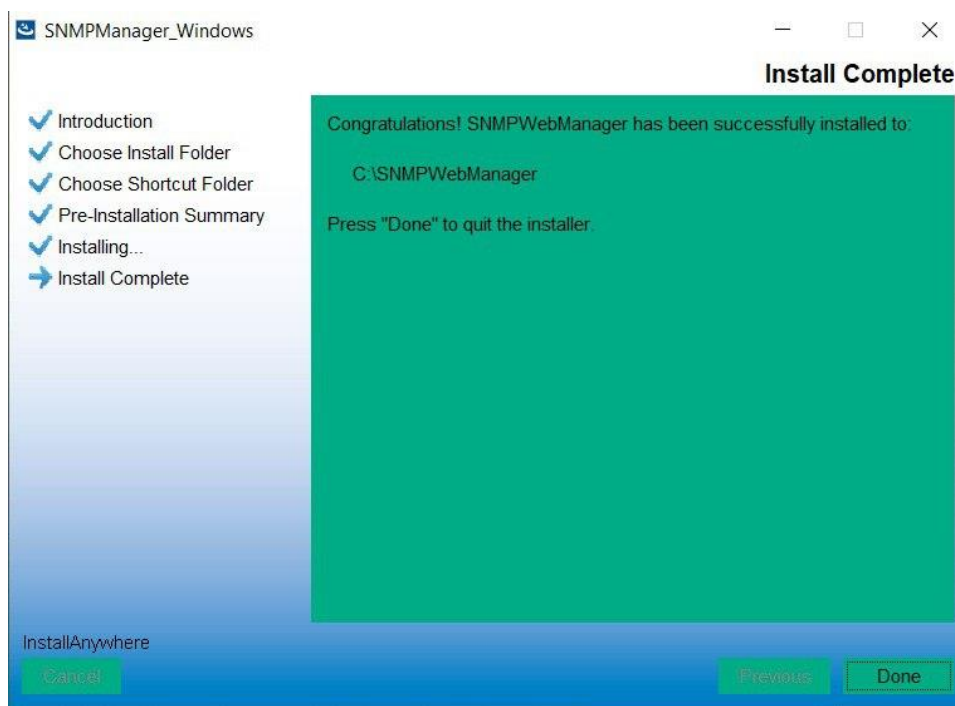 SNMPManager_Windows
Install Complete
Introduction
Choose Install Folder
Choose Shortcut Folder
Pre-Installation Summary
Installing...
Install Complete
Congratulations! SNMPWebManager has been successfully installed to:
C:\SNMPWebManager
Press "Done" to quit the installer.
InstallAnywhere
Cancel
Previous
Done